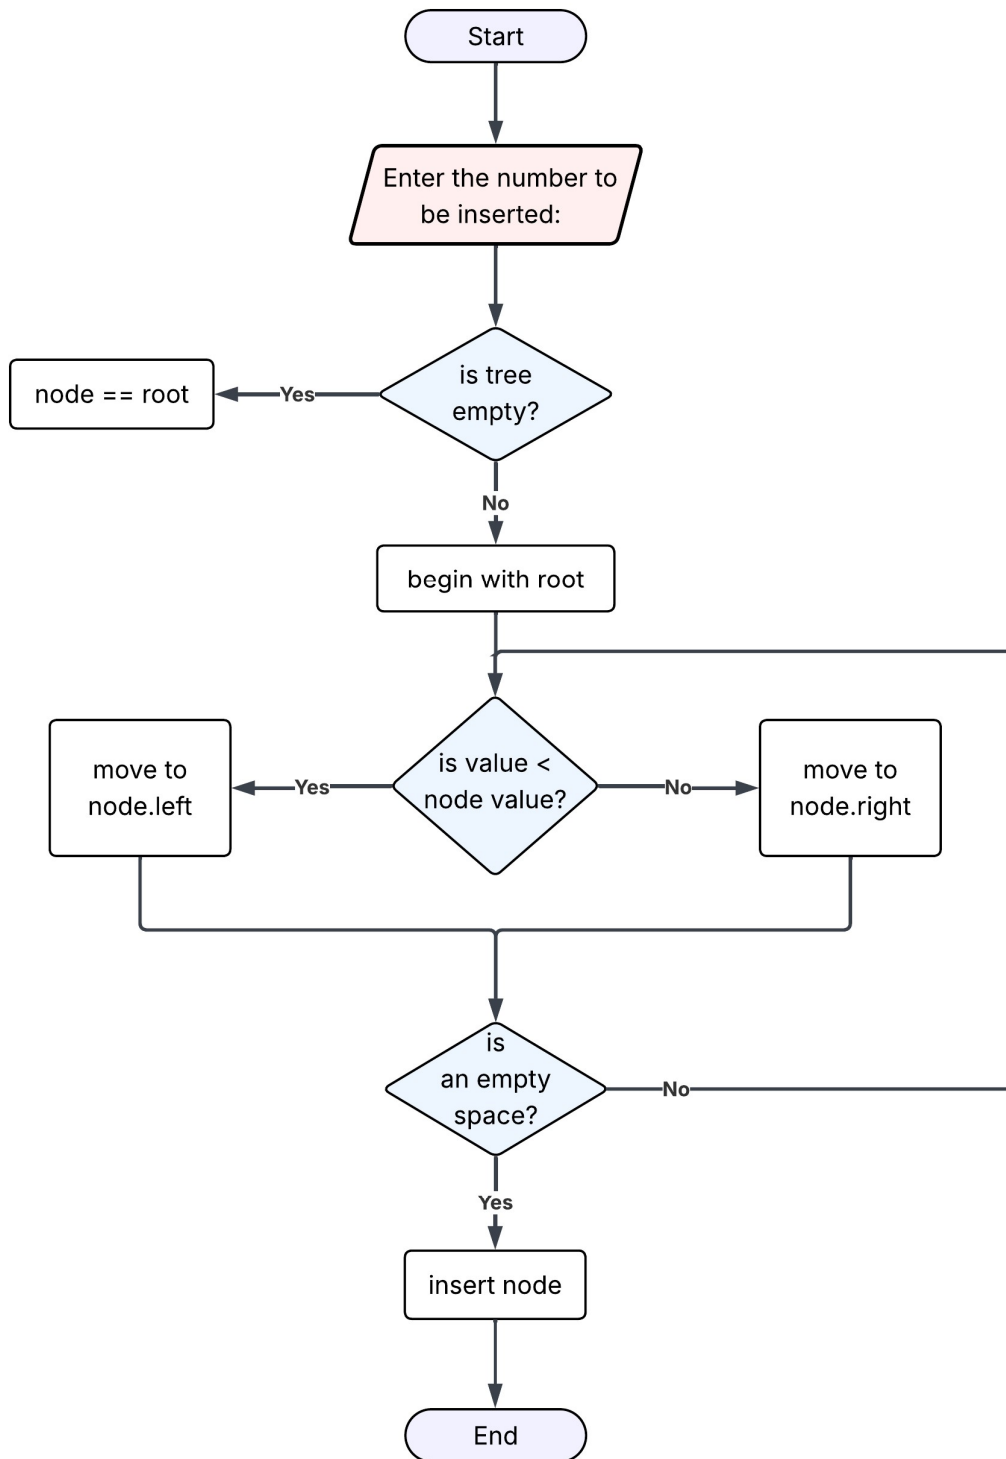 Start
Enter the number to
be inserted:
is tree
empty?
Yes
node == root
No
begin with root
is value <
node value?
Yes
No
move to
node.left
move to
node.right
is
an empty
space?
No
Yes
insert node
End